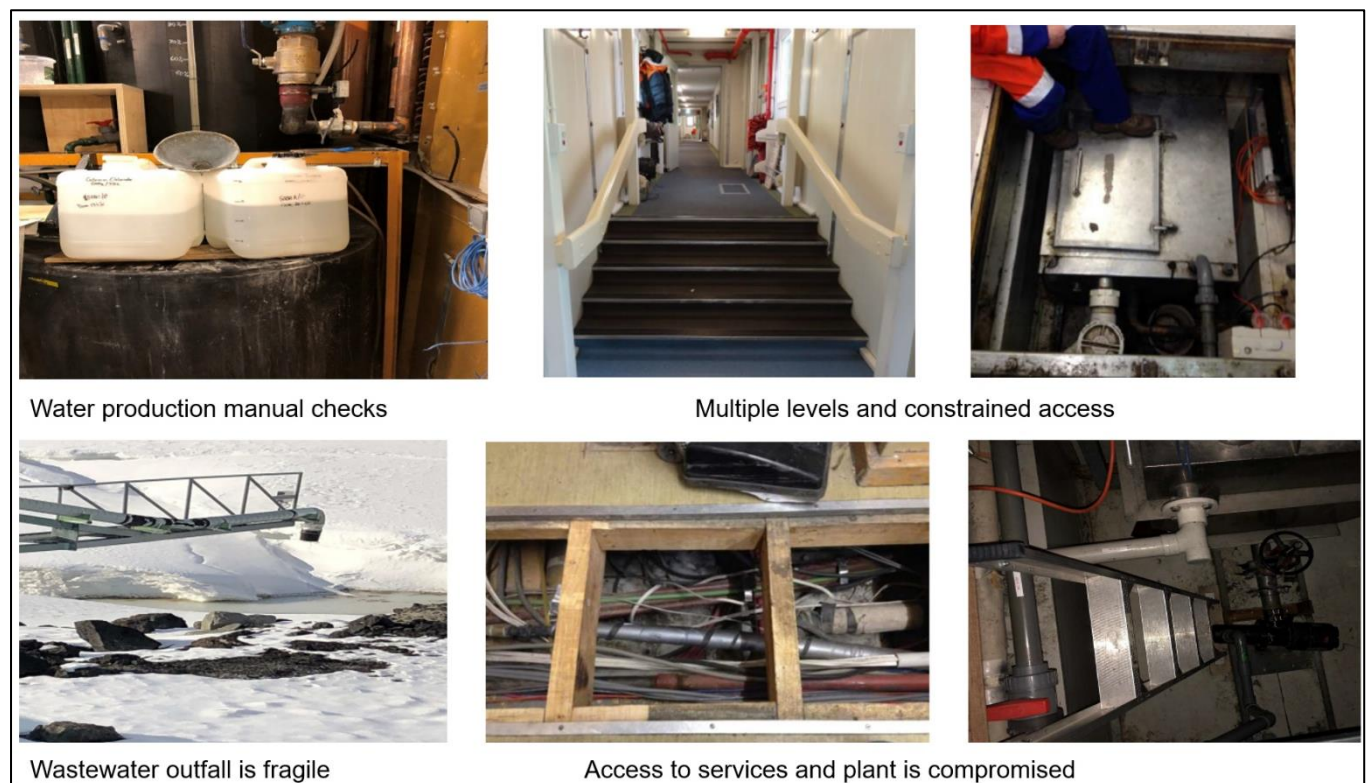 Water production manual checks
Multiple levels and constrained access
Wastewater outfall is fragile
Access to services and plant is compromised